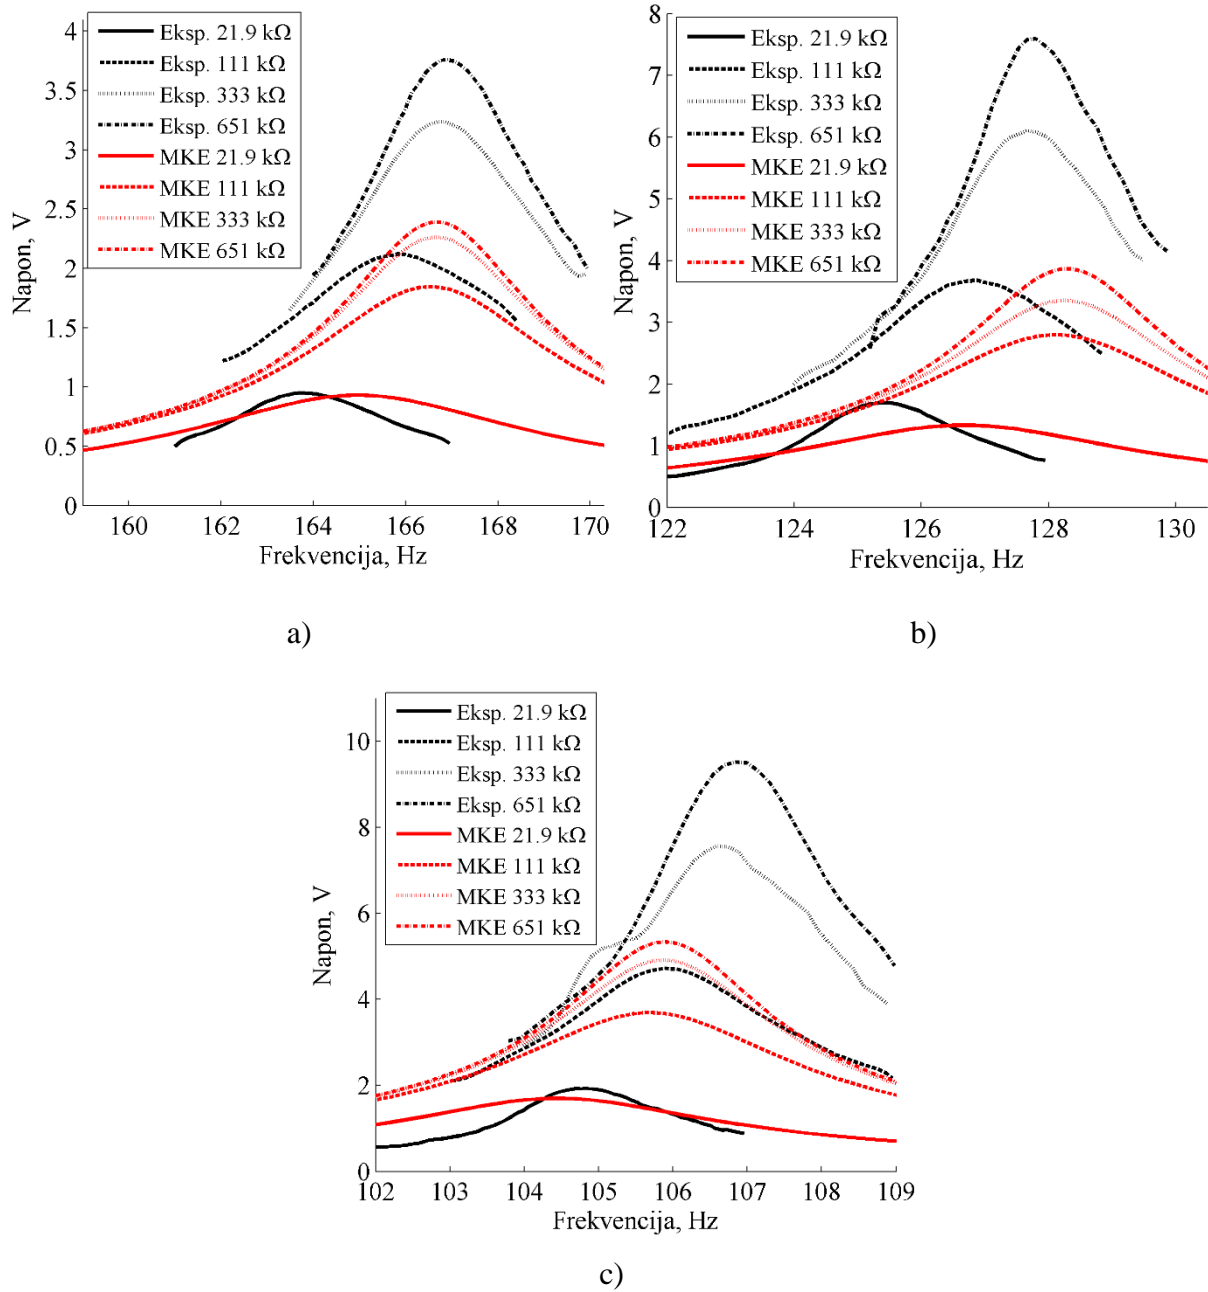 4
3.5
3
2.5
2
1.5
1
0.5
0
Napon, V
Eksp. 21.9 kΩ
Eksp. 111 kΩ
Eksp. 333 kΩ
Eksp. 651 kΩ
MKE 21.9 kΩ
MKE 111 kΩ
MKE 333 kΩ
MKE 651 kΩ
160 162 164 166 168 170
Frekvencija, Hz
a)
8
7
6
5
4
3
2
1
0
Napon, V
Eksp. 21.9 kΩ
Eksp. 111 kΩ
Eksp. 333 kΩ
Eksp. 651 kΩ
MKE 21.9 kΩ
MKE 111 kΩ
MKE 333 kΩ
MKE 651 kΩ
122 124 126 128 130
Frekvencija, Hz
b)
10
8
6
4
2
0
Napon, V
Eksp. 21.9 kΩ
Eksp. 111 kΩ
Eksp. 333 kΩ
Eksp. 651 kΩ
MKE 21.9 kΩ
MKE 111 kΩ
MKE 333 kΩ
MKE 651 kΩ
102 103 104 105 106 107 108 109
Frekvencija, Hz
c)